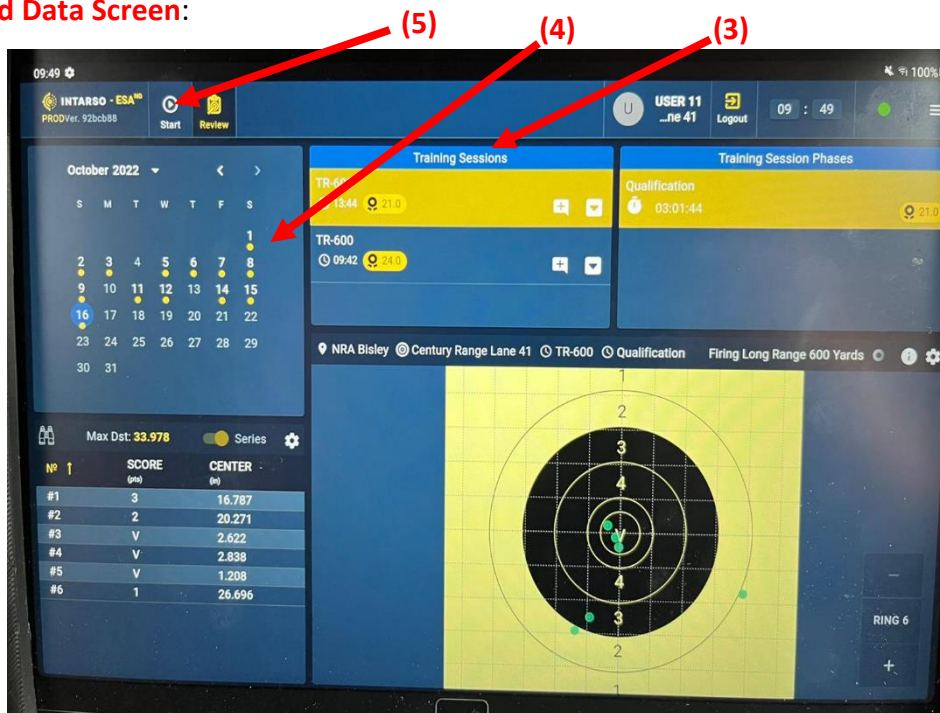 d Data Screen:
(5)
(4)
(3)
09:49
100%
INTARSO - ESA NG
PRODVer. 92bcb88
Start
Review
U
USER 11
...ne 41
Logout
09 : 49
October 2022
S M T W T F S
1
2 3 4 5 6 7 8
9 10 11 12 13 14 15
16 17 18 19 20 21 22
23 24 25 26 27 28 29
30 31
Training Sessions
TR-60
13:44 21.0
TR-600
09:42 24.0
Training Session Phases
Qualification
03:01:44
21.0
NRA Bisley Century Range Lane 41 TR-600 Qualification Firing Long Range 600 Yards
Max Dst: 33.978 Series
Nº ↑ SCORE CENTER
(pts) (in)
#1 3 16.787
#2 2 20.271
#3 V 2.622
#4 V 2.838
#5 V 1.208
#6 1 26.696
1
2
3
4
V
4
3
2
1
RING 6
+